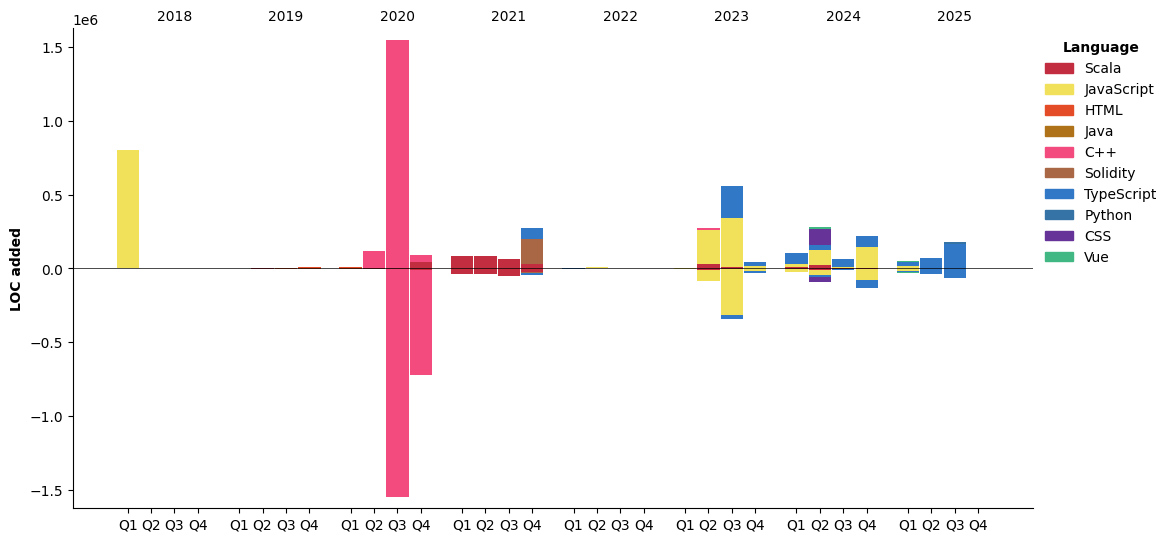 1e6
2018 2019 2020 2021 2022 2023 2024 2025
LOC added
1.5
1.0
0.5
0.0
−0.5
−1.0
−1.5
Q1 Q2 Q3 Q4 Q1 Q2 Q3 Q4 Q1 Q2 Q3 Q4 Q1 Q2 Q3 Q4 Q1 Q2 Q3 Q4 Q1 Q2 Q3 Q4 Q1 Q2 Q3 Q4 Q1 Q2 Q3 Q4
Language
Scala
JavaScript
HTML
Java
C++
Solidity
TypeScript
Python
CSS
Vue